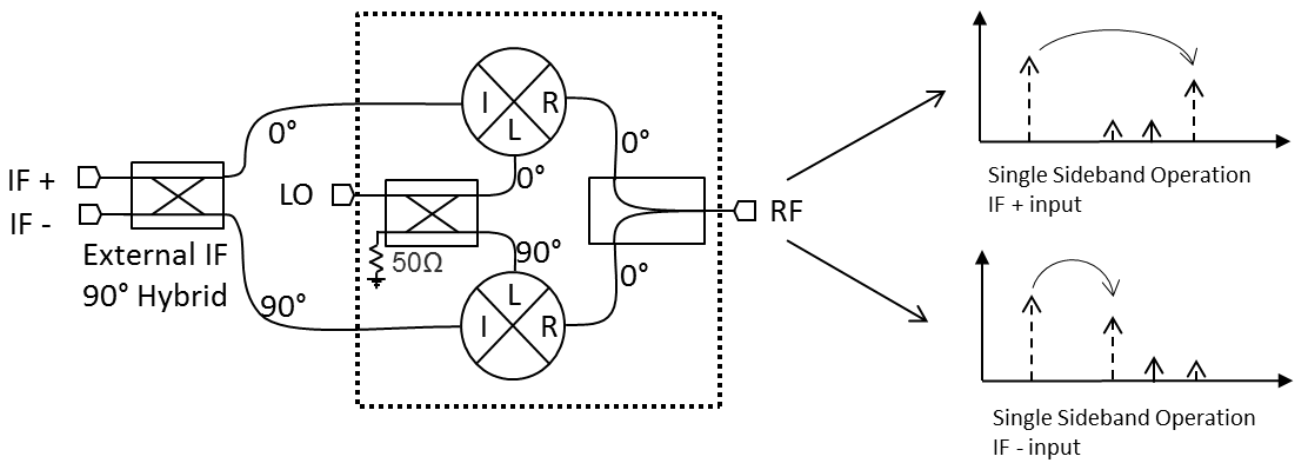 IF +
IF -
External IF
90° Hybrid
0°
90°
LO
50Ω
I
R
L
0°
90°
L
I
R
0°
0°
RF
Single Sideband Operation
IF + input
Single Sideband Operation
IF - input